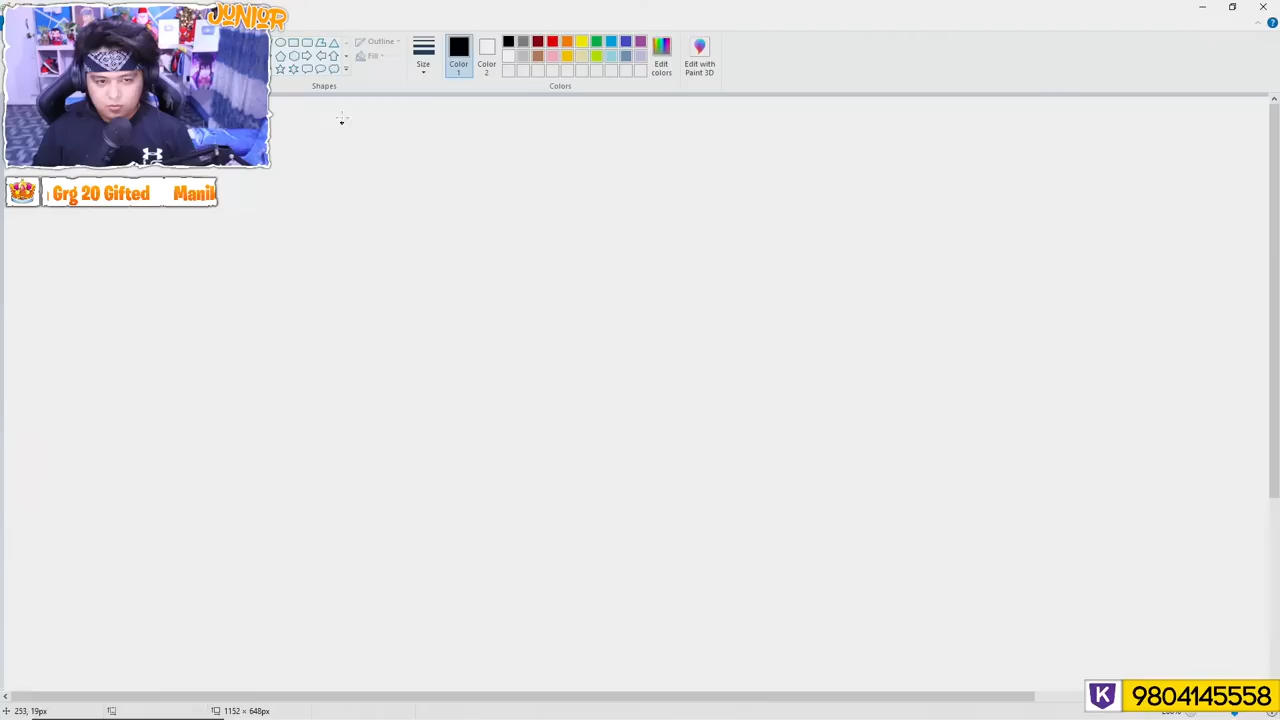 JUNIOR
Outline
Fill
Size
Color
1
Color
2
Edit
colors
Edit with
Paint 3D
Shapes
Colors
Grg 20 Gifted
253, 19px
1152 × 648px
K
9804145558